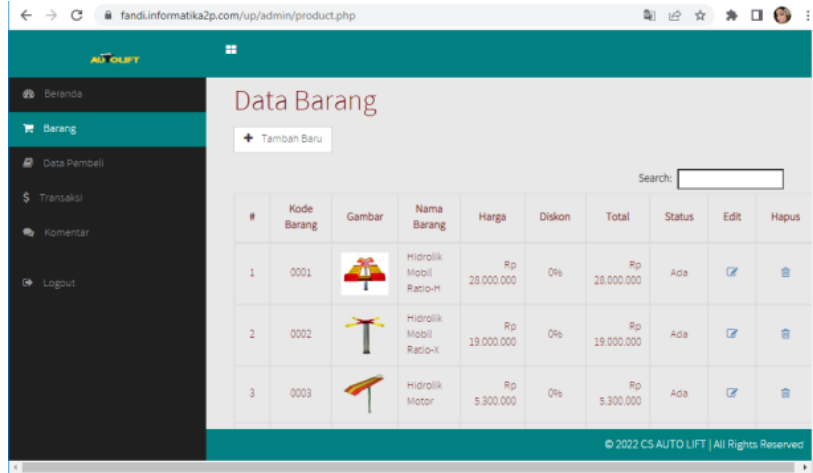 fandi.informatika2p.com/up/admin/product.php
AUTOLIFT
Beranda
Barang
Data Pembeli
$ Transaksi
Komentar
Logout
Data Barang
+ Tambah Baru
Search:
# Kode Barang Gambar Nama Barang Harga Diskon Total Status Edit Hapus
1 0001 Hidrolik Mobil Ratio-H Rp 28.000.000 0% Rp 28.000.000 Ada
2 0002 Hidrolik Mobil Ratio-X Rp 19.000.000 0% Rp 19.000.000 Ada
3 0003 Hidrolik Motor Rp 5.300.000 0% Rp 5.300.000 Ada
© 2022 CS AUTO LIFT | All Rights Reserved